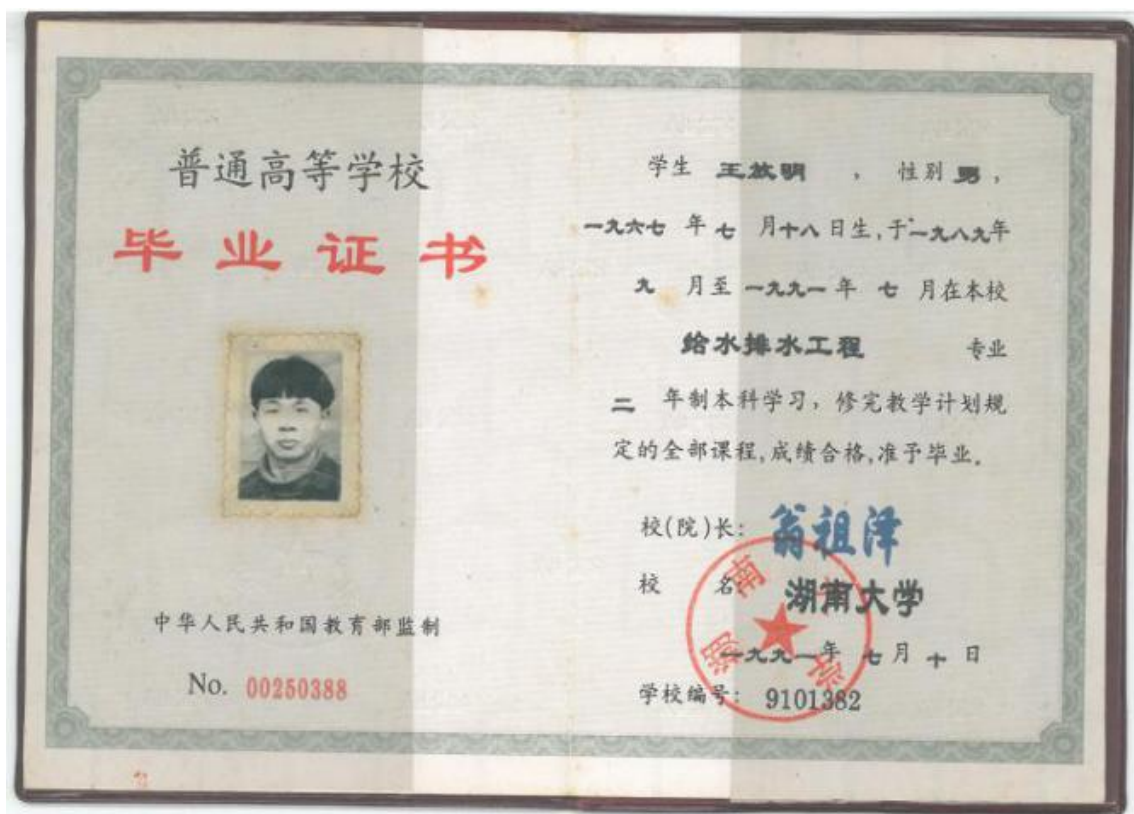 普通高等学校
毕业证书
中华人民共和国教育部监制
No. 00250388
学生 王放明 ， 性别 男，
一九六七 年 七 月十八日生,于一九八九年
九 月至 一九九一 年 七 月在本校
给水排水工程 专业
二 年制本科学习，修完教学计划规
定的全部课程,成绩合格,准予毕业。
校(院)长: 翁祖泽
校 名: 湖南大学
一九九一年 七月 十 日
学校编号: 9101382